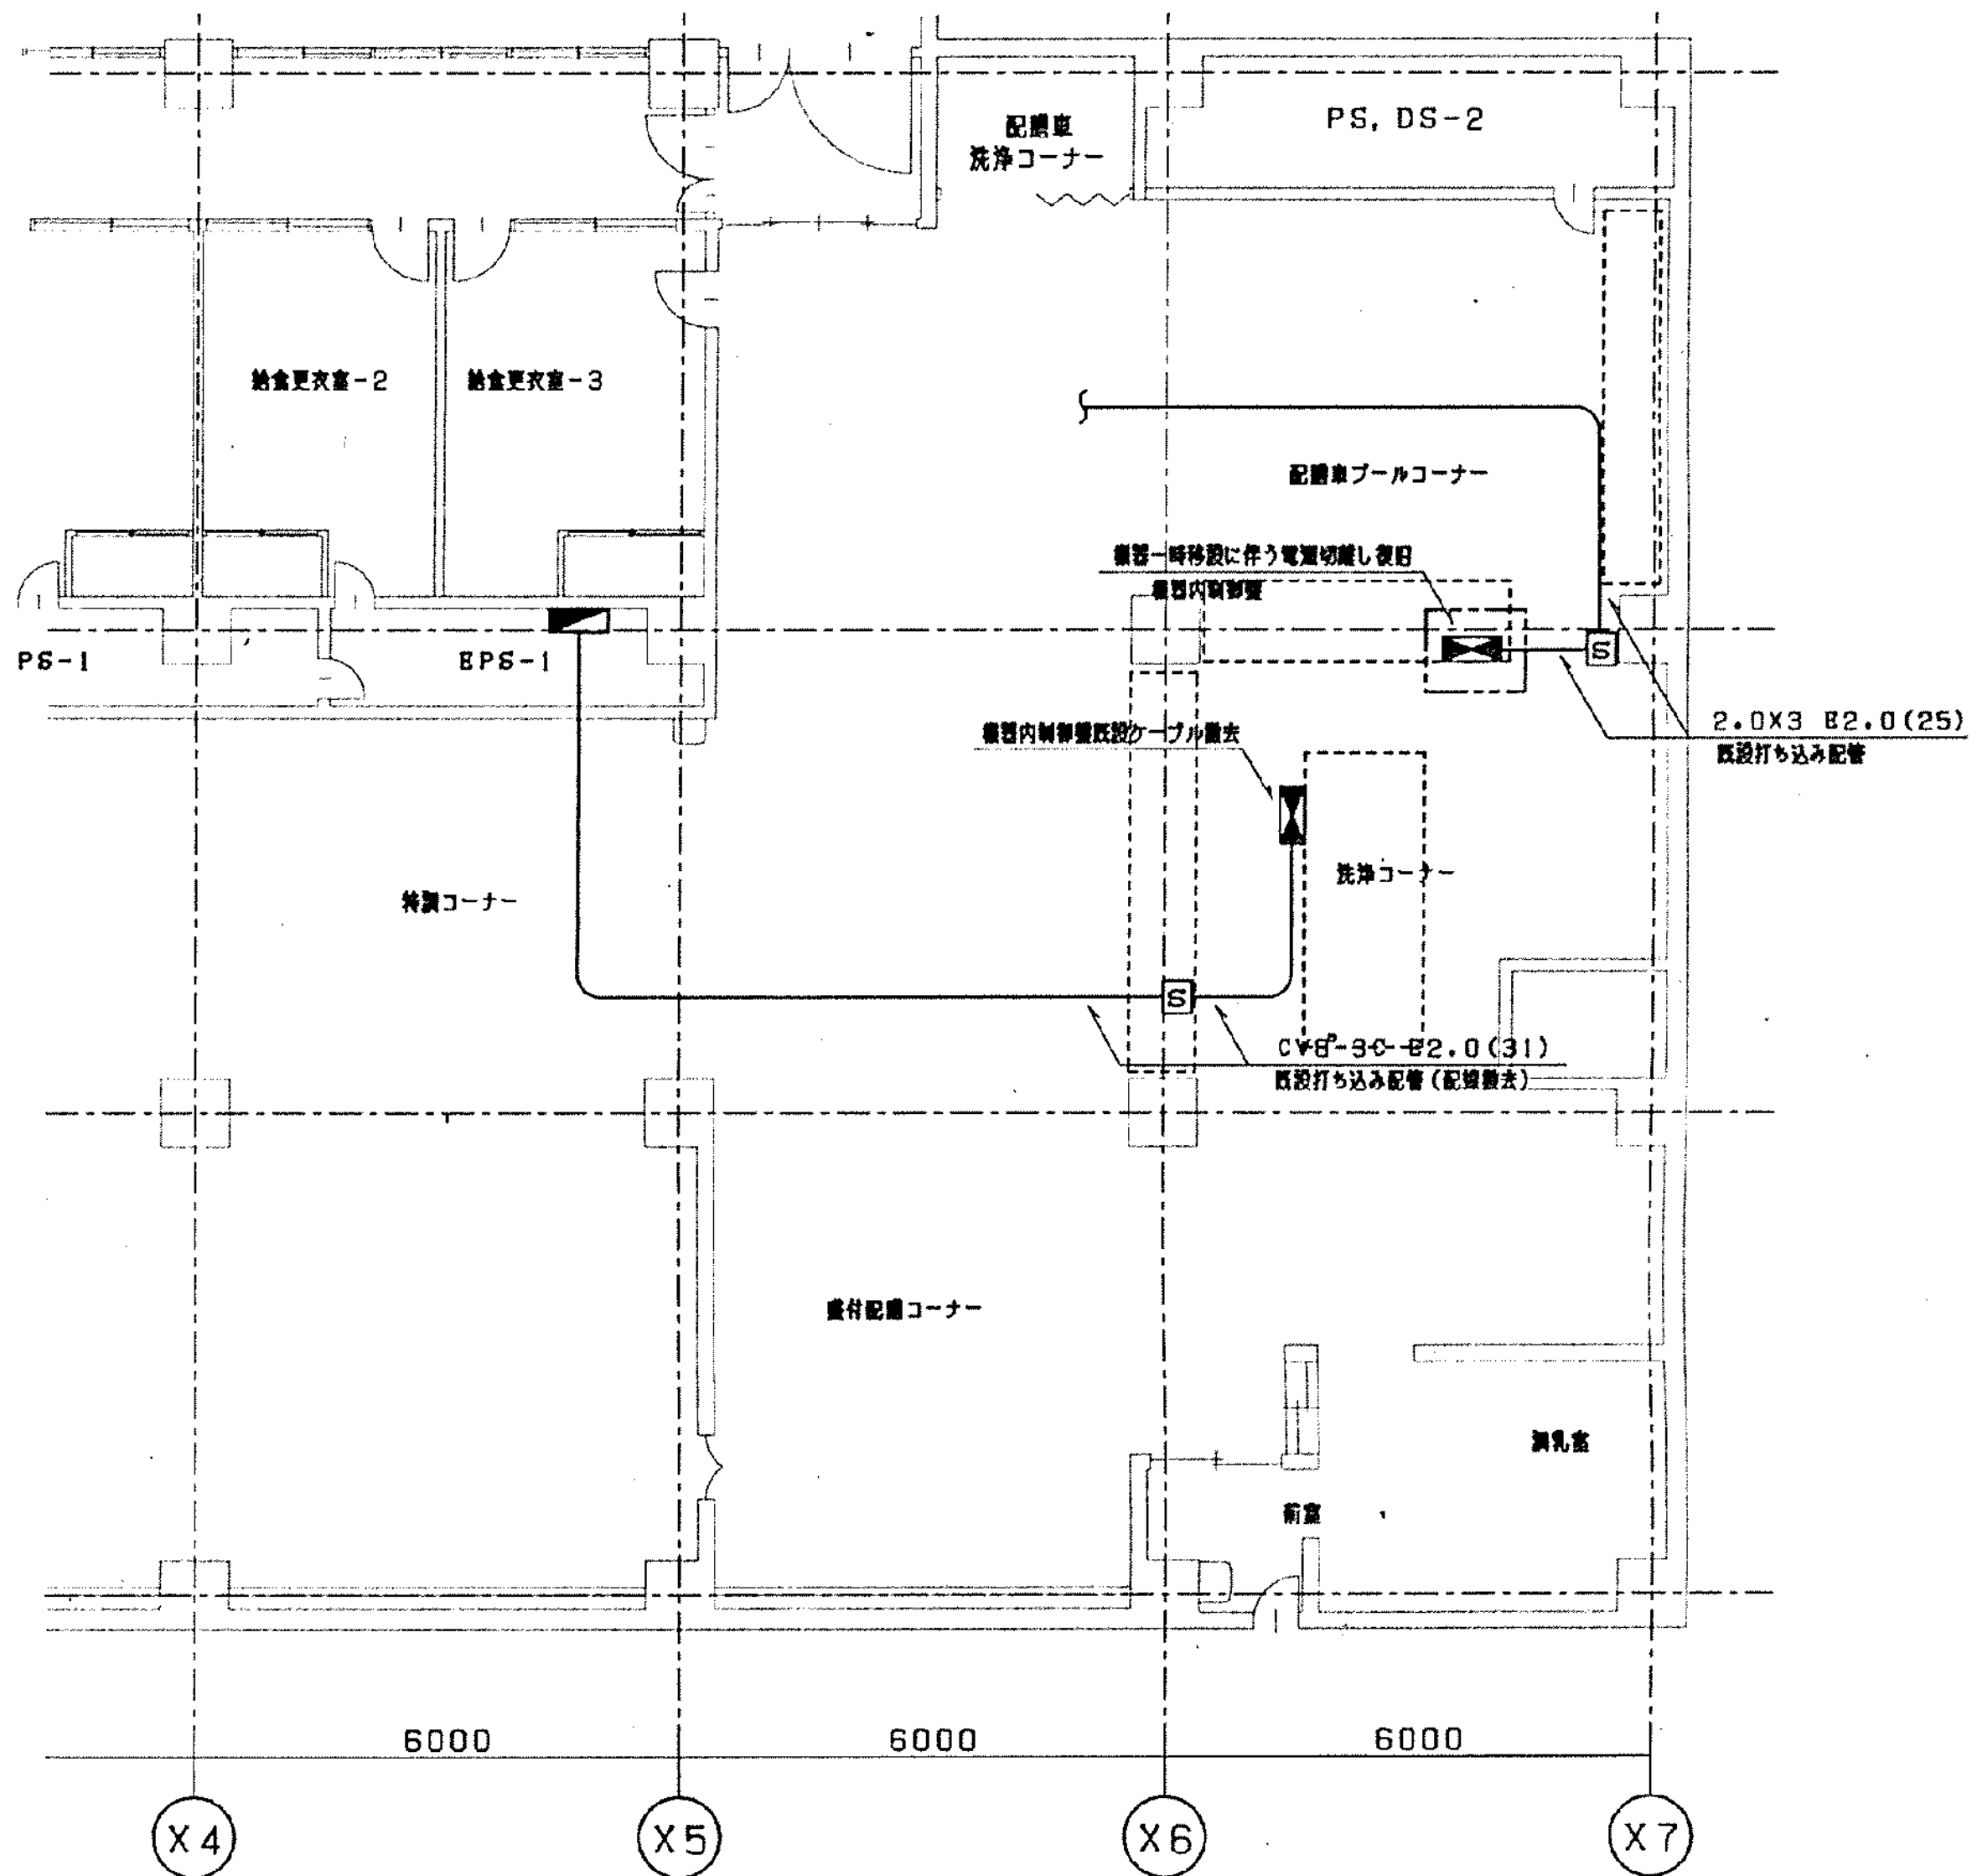 配膳車
洗浄コーナー
PS, DS-2
給食更衣室-2
給食更衣室-3
配膳車プールコーナー
機器一時移設に伴う電源切離し復旧
機器内制御盤
PS-1
EPS-1
2.0X3 E2.0(25)
既設打ち込み配管
機器内制御盤既設ケーブル撤去
洗浄コーナー
特調コーナー
S
S
CV8°-3C E2.0(31)
既設打ち込み配管(配線撤去)
盛付配膳コーナー
調乳室
前室
6000
6000
6000
X4
X5
X6
X7